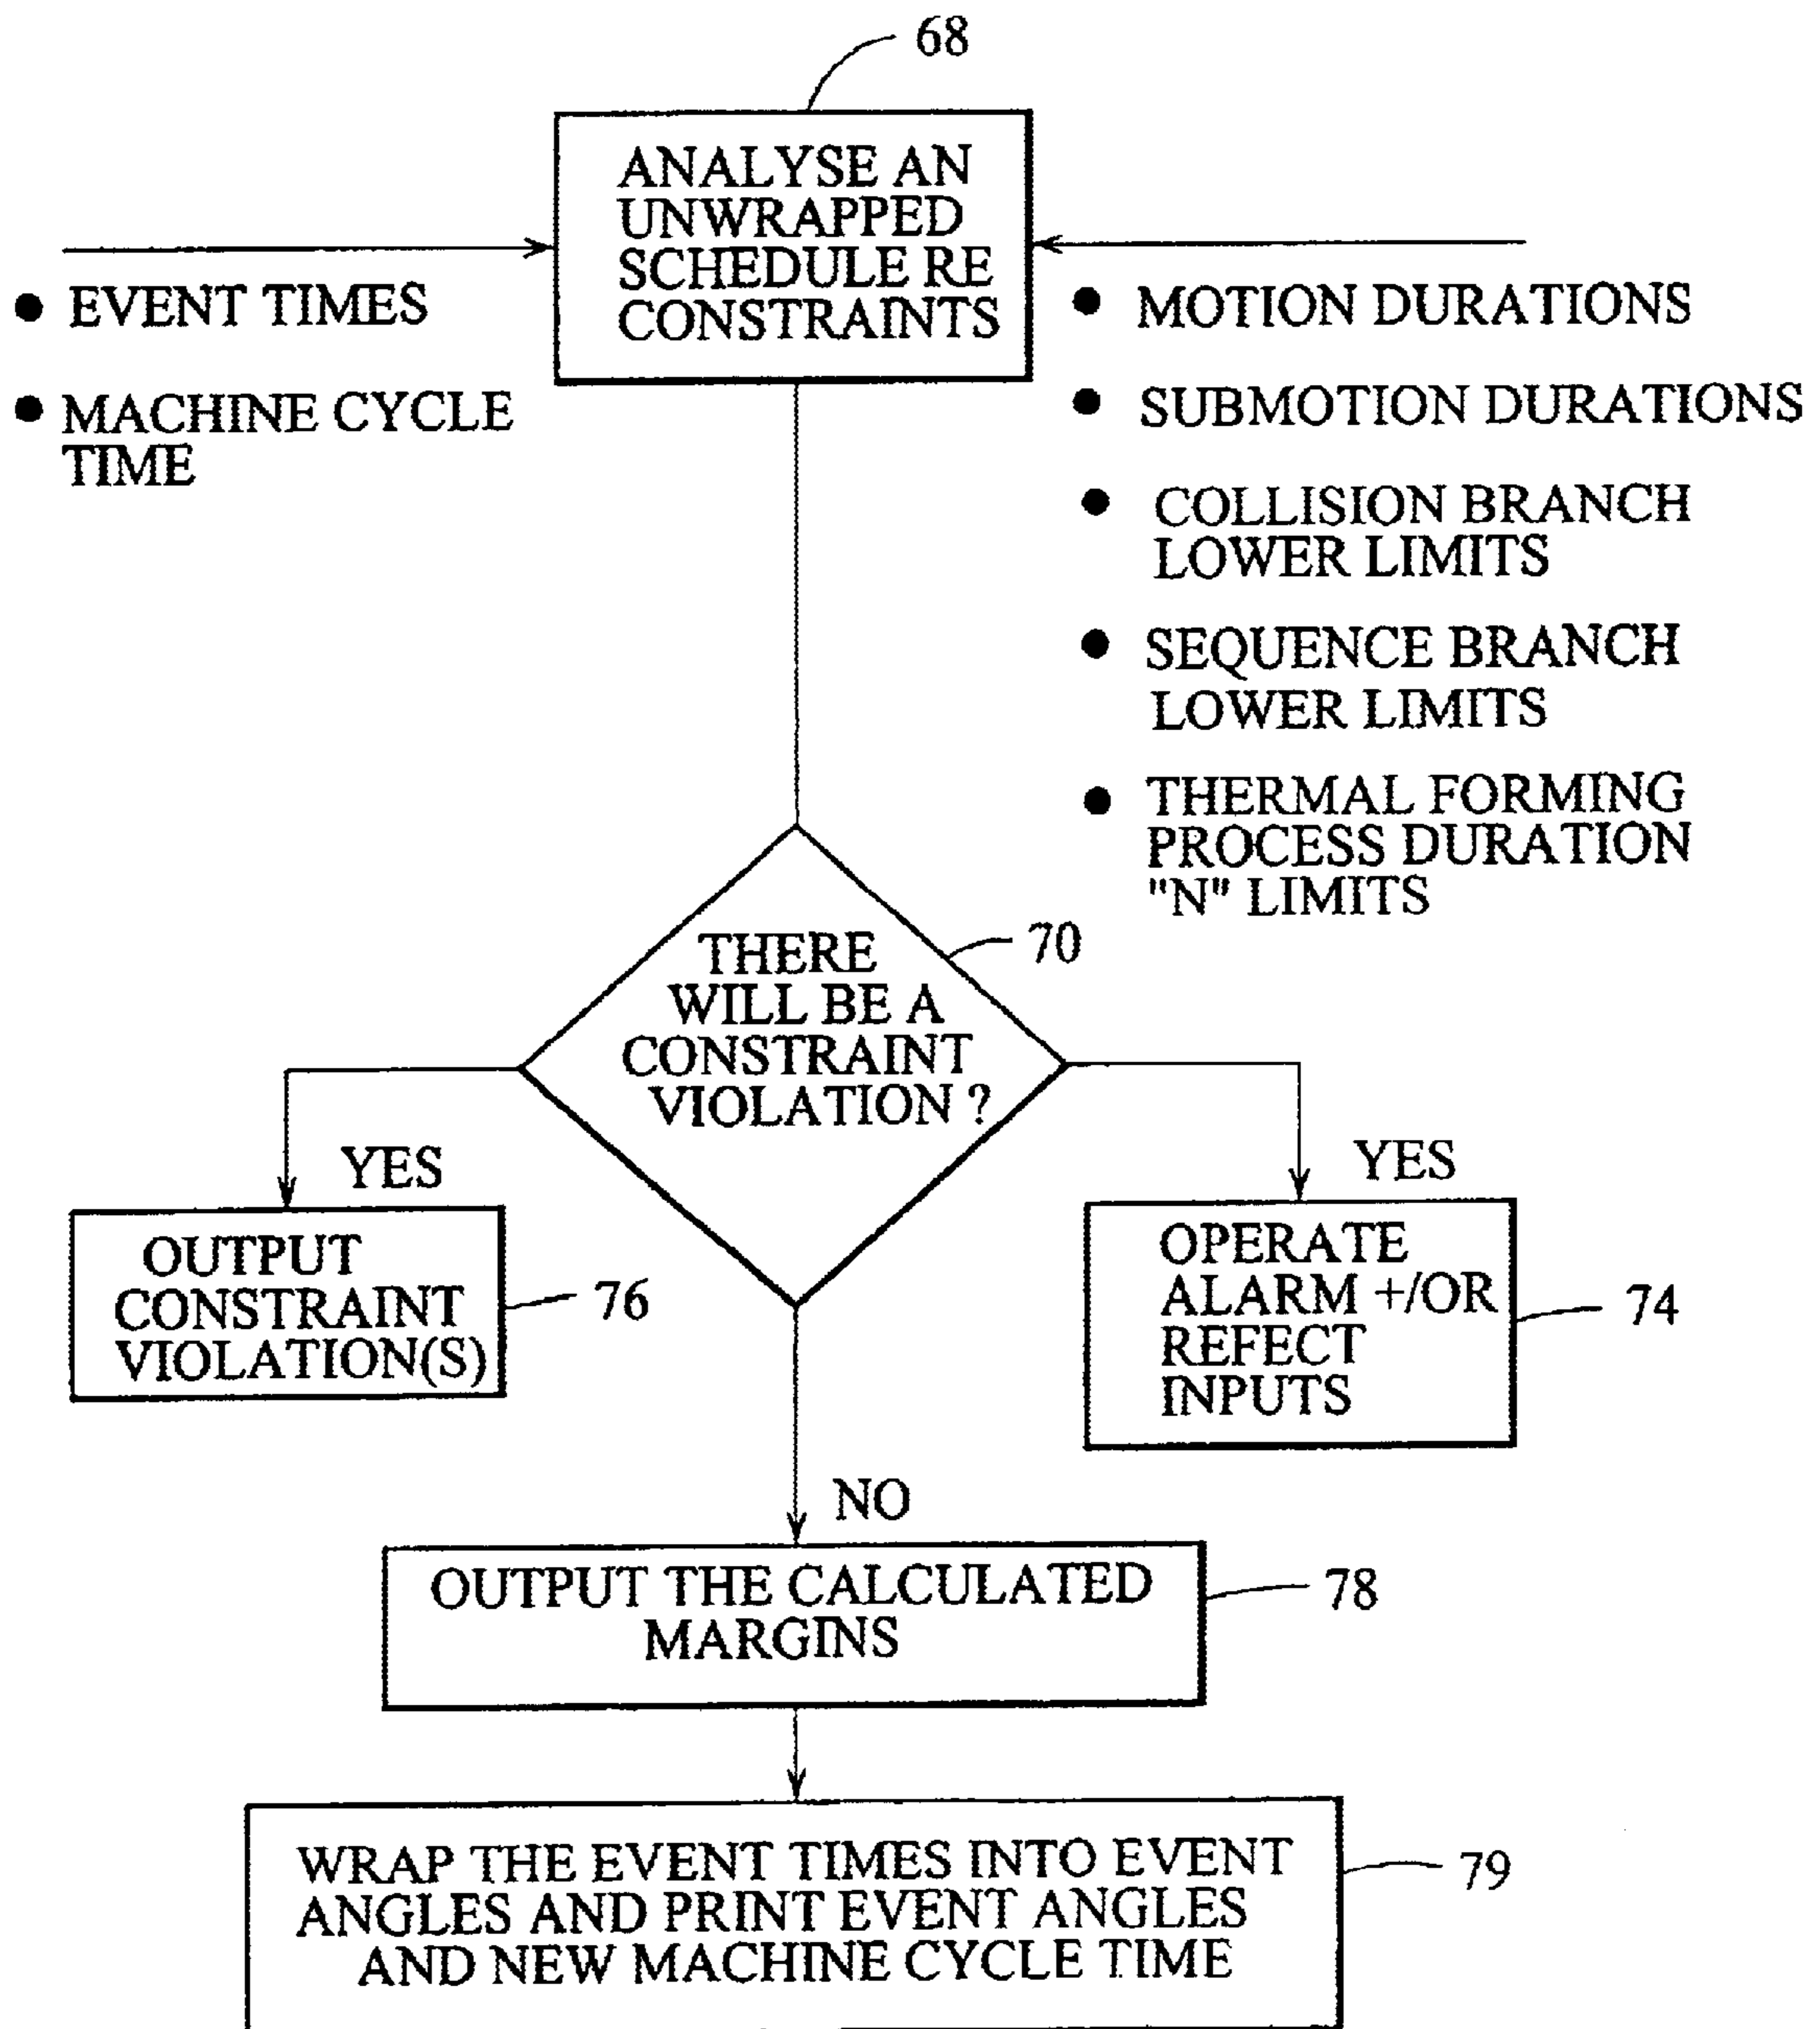 68
ANALYSE AN
UNWRAPPED
SCHEDULE RE
CONSTRAINTS
● EVENT TIMES
● MACHINE CYCLE
TIME
● MOTION DURATIONS
● SUBMOTION DURATIONS
● COLLISION BRANCH
LOWER LIMITS
● SEQUENCE BRANCH
LOWER LIMITS
● THERMAL FORMING
PROCESS DURATION
"N" LIMITS
THERE
WILL BE A
CONSTRAINT
VIOLATION ?
70
YES
OUTPUT
CONSTRAINT
VIOLATION(S)
76
YES
OPERATE
ALARM +/OR
REFECT
INPUTS
74
NO
OUTPUT THE CALCULATED
MARGINS
78
WRAP THE EVENT TIMES INTO EVENT
ANGLES AND PRINT EVENT ANGLES
AND NEW MACHINE CYCLE TIME
79